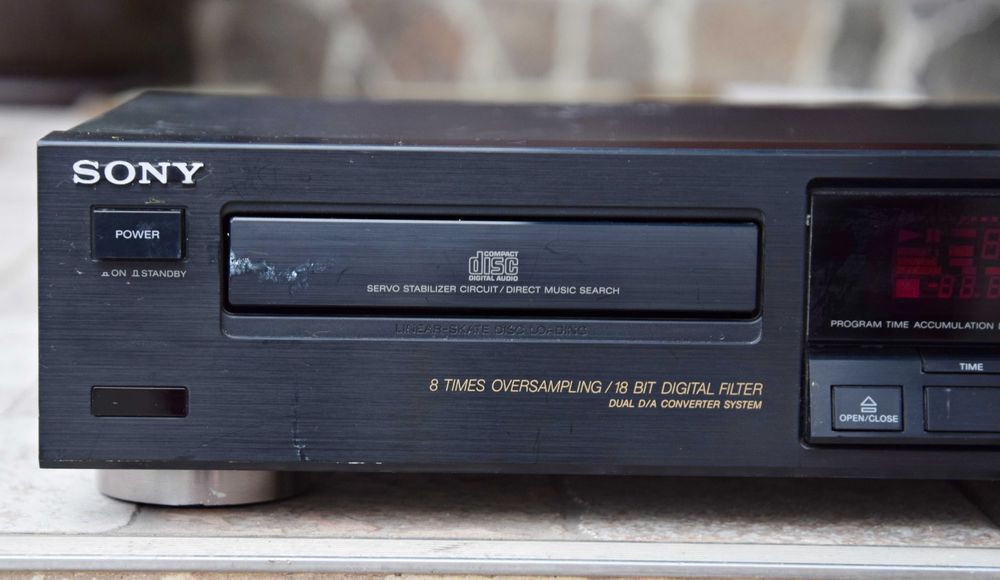 SONY
POWER
ON STANDBY
COMPACT
disc
DIGITAL AUDIO
SERVO STABILIZER CIRCUIT / DIRECT MUSIC SEARCH
LINEAR-SKATE DISC LOADING
8 TIMES OVERSAMPLING / 18 BIT DIGITAL FILTER
DUAL D/A CONVERTER SYSTEM
PROGRAM TIME ACCUMULATION
TIME
OPEN/CLOSE